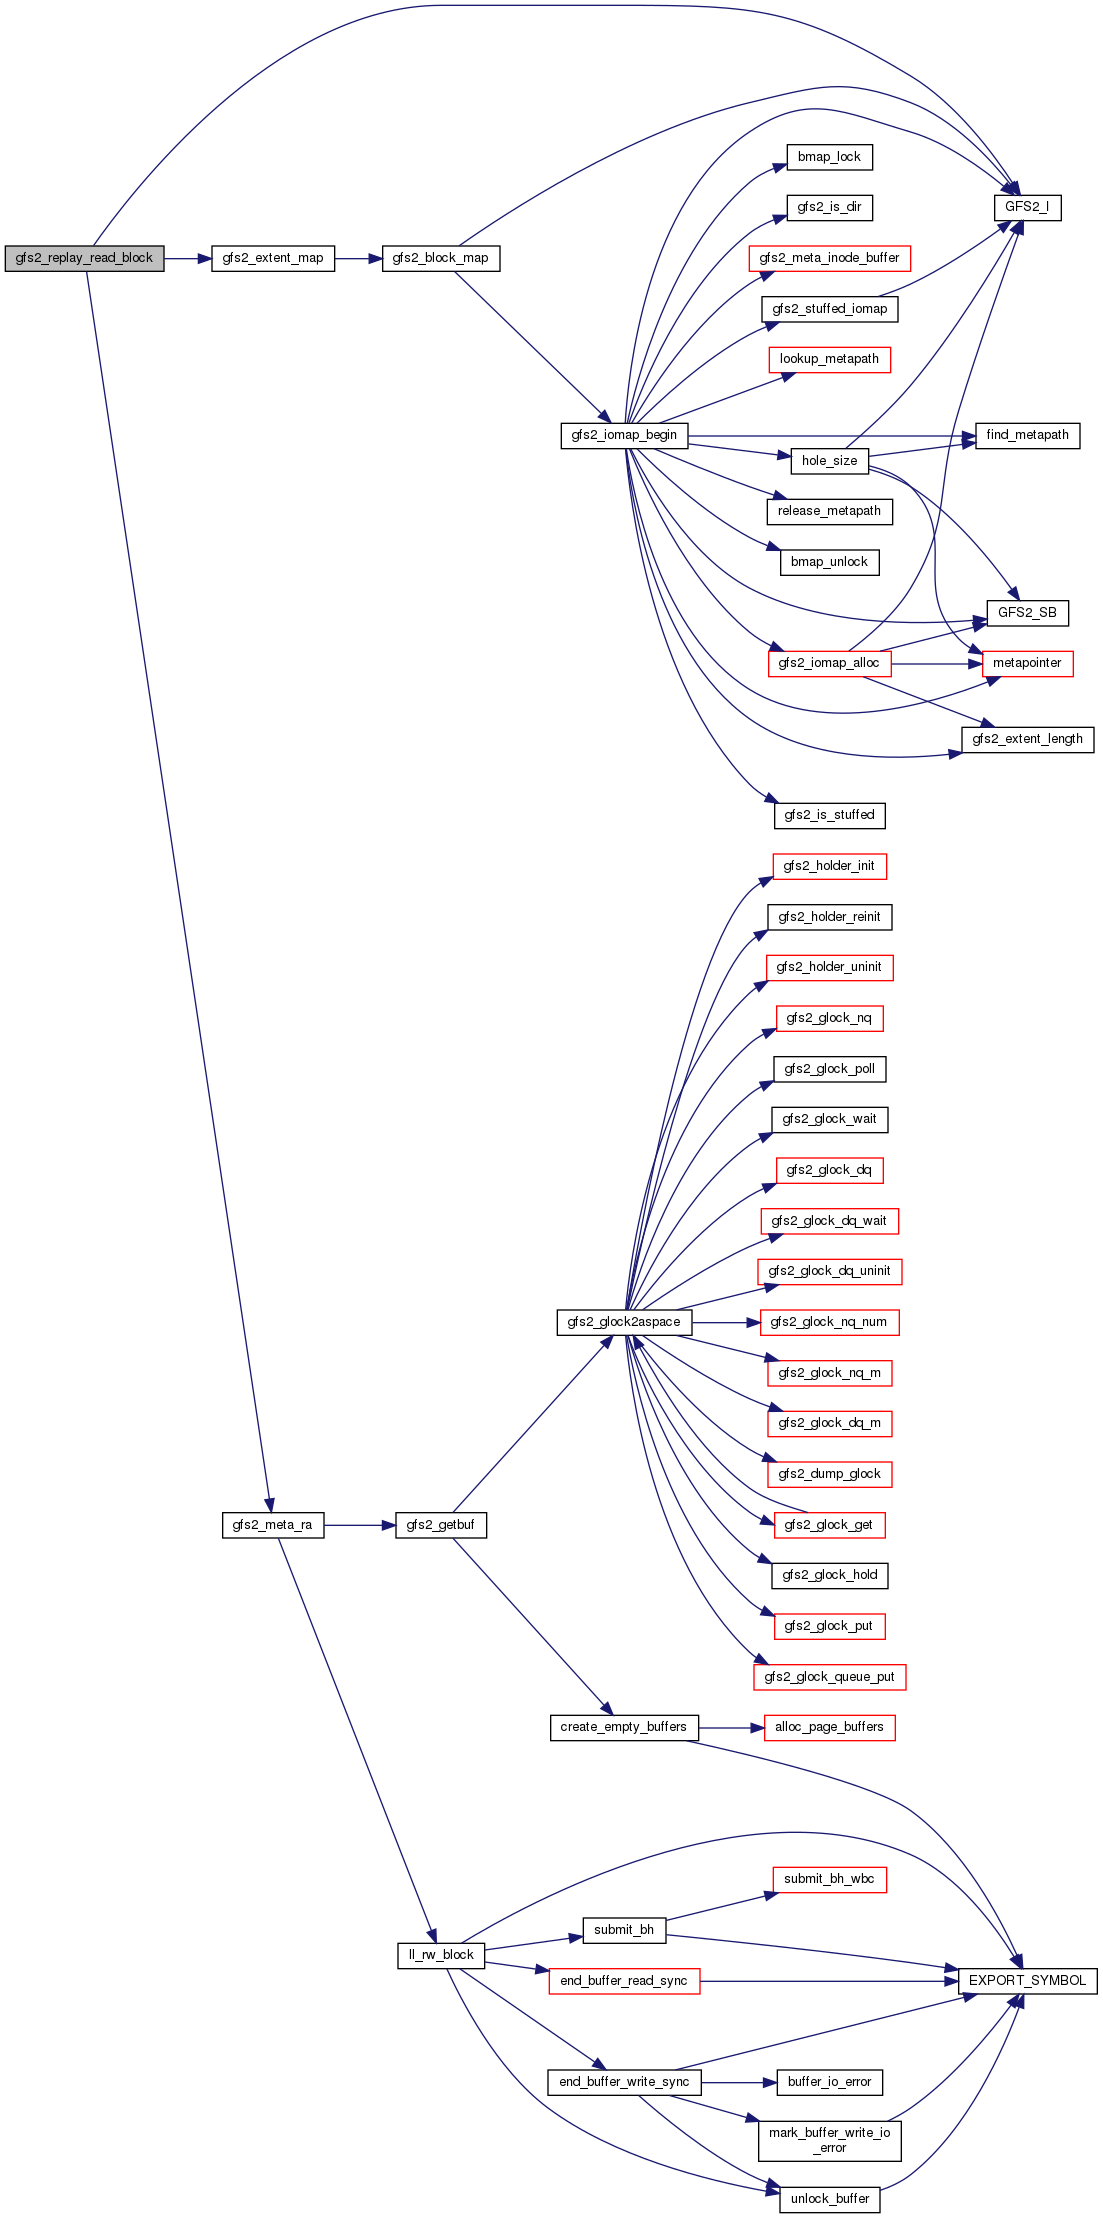 bmap_lock
gfs2_is_dir
GFS2_I
gfs2_replay_read_block
gfs2_extent_map
gfs2_block_map
gfs2_meta_inode_buffer
gfs2_stuffed_iomap
lookup_metapath
gfs2_iomap_begin
find_metapath
hole_size
release_metapath
bmap_unlock
GFS2_SB
gfs2_iomap_alloc
metapointer
gfs2_extent_length
gfs2_is_stuffed
gfs2_holder_init
gfs2_holder_reinit
gfs2_holder_uninit
gfs2_glock_nq
gfs2_glock_poll
gfs2_glock_wait
gfs2_glock_dq
gfs2_glock_dq_wait
gfs2_glock_dq_uninit
gfs2_glock2aspace
gfs2_glock_nq_num
gfs2_glock_nq_m
gfs2_glock_dq_m
gfs2_dump_glock
gfs2_meta_ra
gfs2_getbuf
gfs2_glock_get
gfs2_glock_hold
gfs2_glock_put
gfs2_glock_queue_put
create_empty_buffers
alloc_page_buffers
submit_bh_wbc
submit_bh
ll_rw_block
end_buffer_read_sync
EXPORT_SYMBOL
end_buffer_write_sync
buffer_io_error
mark_buffer_write_io
_error
unlock_buffer